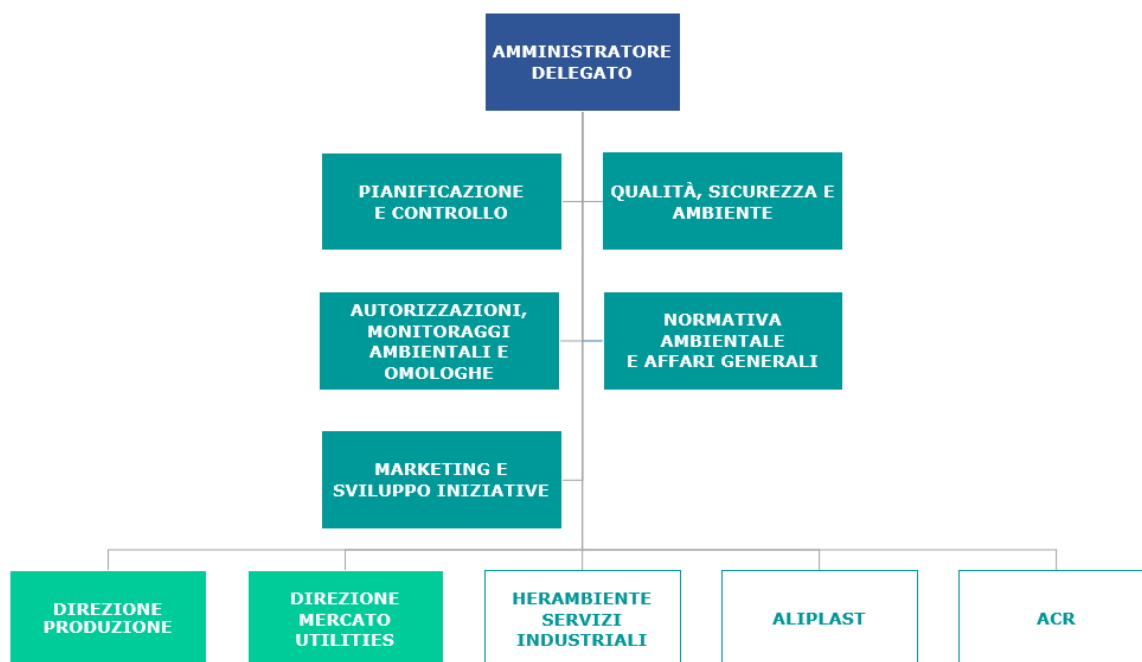 AMMINISTRATORE
DELEGATO
PIANIFICAZIONE
E CONTROLLO
QUALITÀ, SICUREZZA E
AMBIENTE
AUTORIZZAZIONI,
MONITORAGGI
AMBIENTALI E
OMOLOGHE
NORMATIVA
AMBIENTALE
E AFFARI GENERALI
MARKETING E
SVILUPPO INIZIATIVE
DIREZIONE
PRODUZIONE
DIREZIONE
MERCATO
UTILITIES
HERAMBIENTE
SERVIZI
INDUSTRIALI
ALIPLAST
ACR